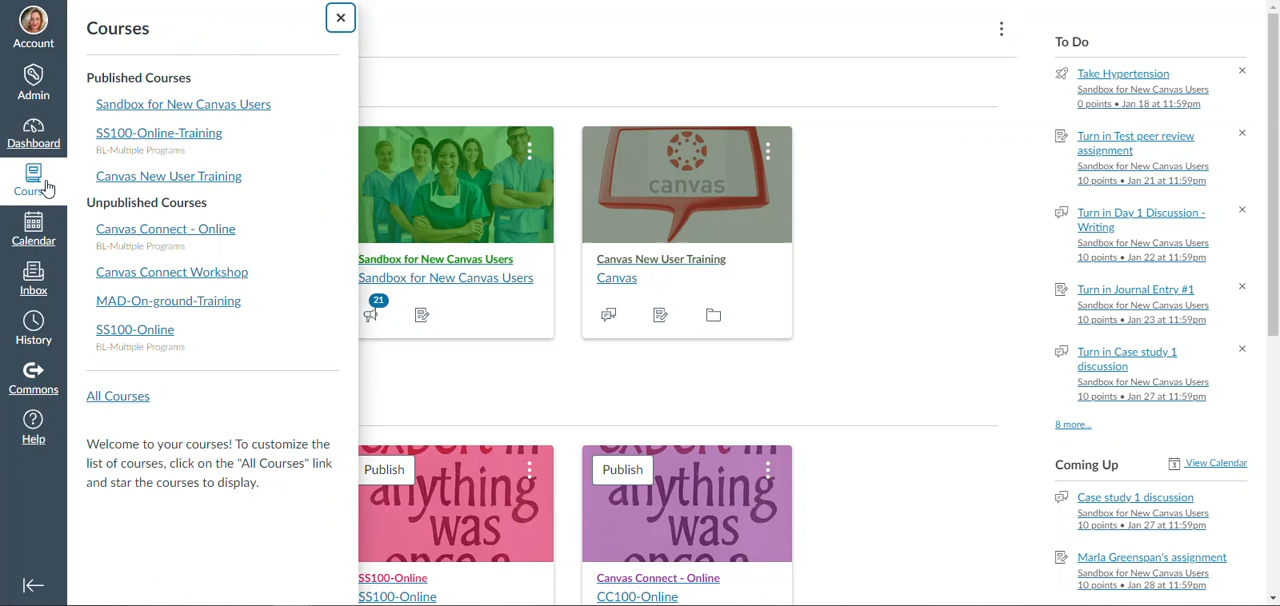 Account
Admin
Dashboard
Cours
Calendar
Inbox
History
Commons
Help
Courses
Published Courses
Sandbox for New Canvas Users
SS100-Online-Training
BL-Multiple Programs
Canvas New User Training
Unpublished Courses
Canvas Connect - Online
BL-Multiple Programs
Canvas Connect Workshop
MAD-On-ground-Training
SS100-Online
BL-Multiple Programs
All Courses
Welcome to your courses! To customize the
list of courses, click on the "All Courses" link
and star the courses to display.
Sandbox for New Canvas Users
Sandbox for New Canvas Users
21
canvas
Canvas New User Training
Canvas
Publish
anything
was
once a
SS100-Online
SS100-Online
Publish
anything
was
once a
Canvas Connect - Online
CC100-Online
To Do
Take Hypertension
Sandbox for New Canvas Users
0 points • Jan 18 at 11:59pm
Turn in Test peer review
assignment
Sandbox for New Canvas Users
10 points • Jan 21 at 11:59pm
Turn in Day 1 Discussion -
Writing
Sandbox for New Canvas Users
10 points • Jan 22 at 11:59pm
Turn in Journal Entry #1
Sandbox for New Canvas Users
10 points • Jan 23 at 11:59pm
Turn in Case study 1
discussion
Sandbox for New Canvas Users
10 points • Jan 27 at 11:59pm
8 more...
Coming Up
3 View Calendar
Case study 1 discussion
Sandbox for New Canvas Users
10 points • Jan 27 at 11:59pm
Marla Greenspan's assignment
Sandbox for New Canvas Users
10 points • Jan 28 at 11:59pm